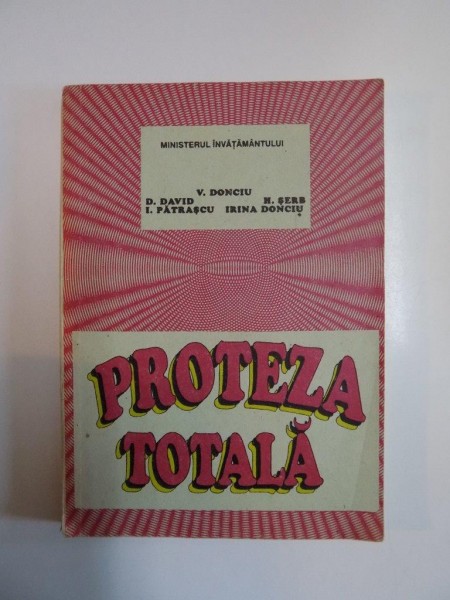 MINISTERUL ÎNVĂȚĂMÂNTULUI
V. DONCIU
D. DAVID H. ȘERB
I. PĂTRAȘCU IRINA DONCIU
PROTEZA
TOTALĂ